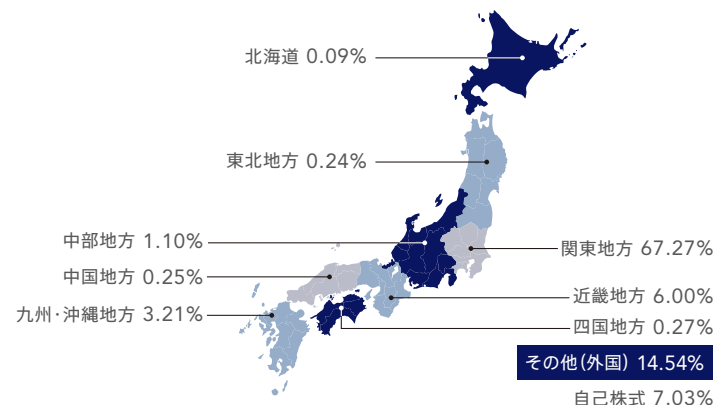 北海道 0.09%
東北地方 0.24%
中部地方 1.10%
関東地方 67.27%
中国地方 0.25%
近畿地方 6.00%
九州・沖縄地方 3.21%
四国地方 0.27%
その他(外国) 14.54%
自己株式 7.03%